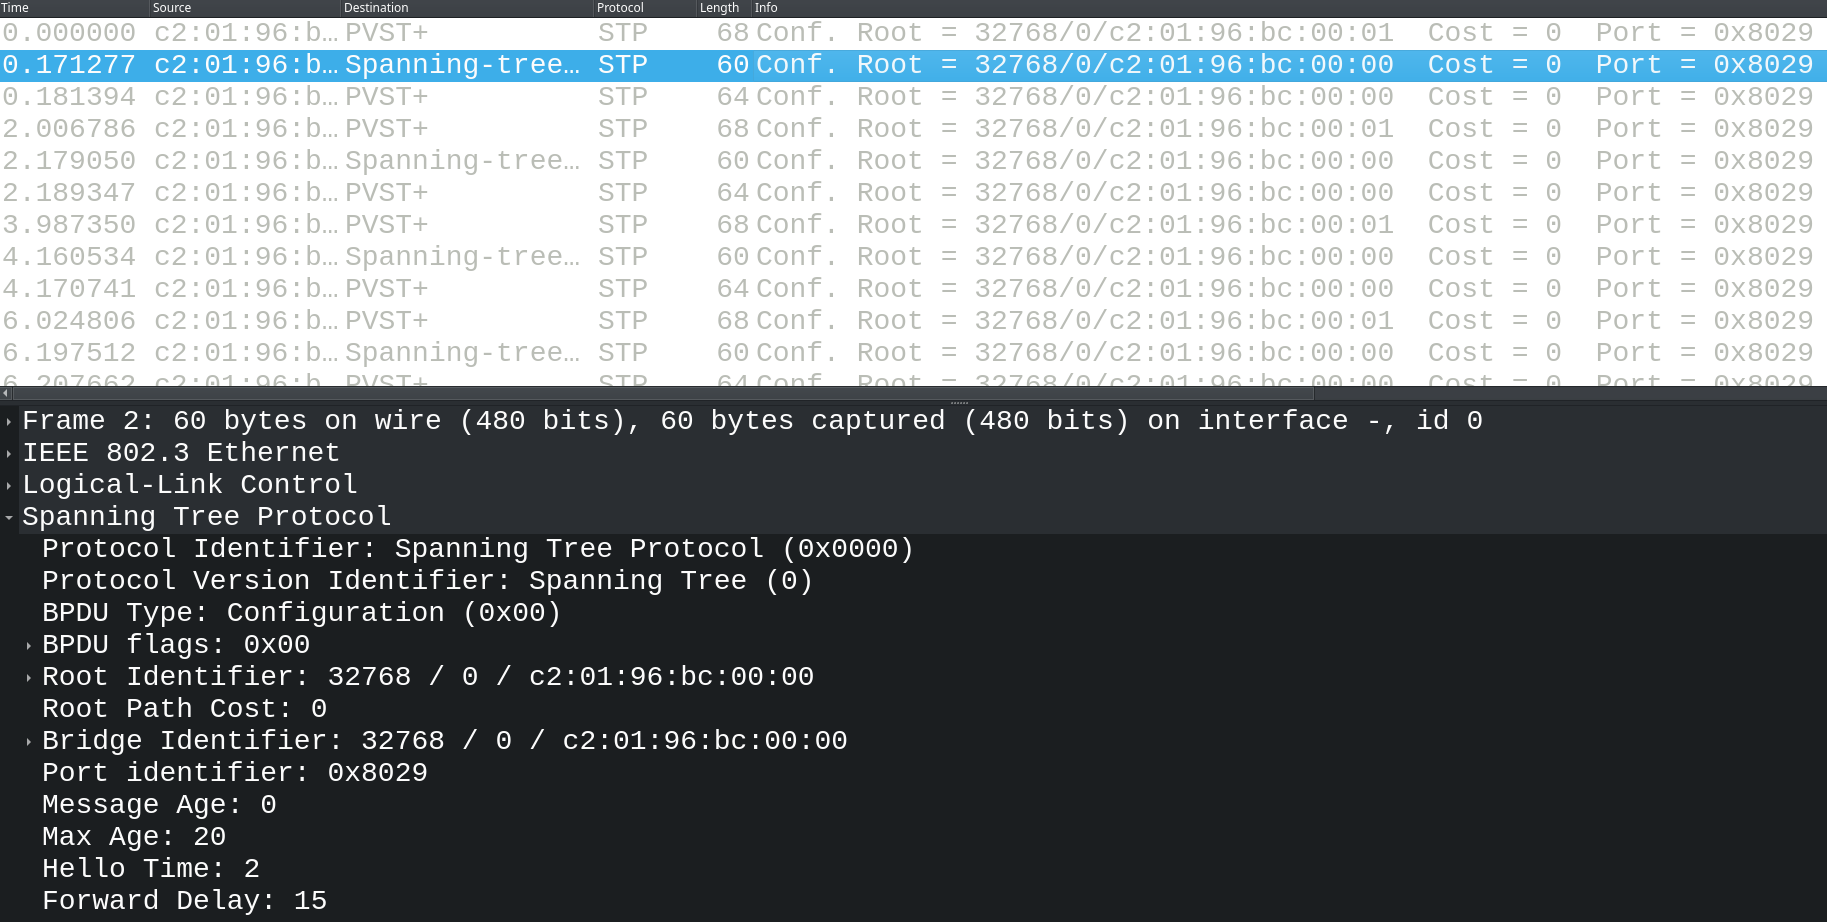 Time Source Destination Protocol Length Info
0.000000 c2:01:96:b… PVST+ STP 68 Conf. Root = 32768/0/c2:01:96:bc:00:01 Cost = 0 Port = 0x8029
0.171277 c2:01:96:b… Spanning-tree… STP 60 Conf. Root = 32768/0/c2:01:96:bc:00:00 Cost = 0 Port = 0x8029
0.181394 c2:01:96:b… PVST+ STP 64 Conf. Root = 32768/0/c2:01:96:bc:00:00 Cost = 0 Port = 0x8029
2.006786 c2:01:96:b… PVST+ STP 68 Conf. Root = 32768/0/c2:01:96:bc:00:01 Cost = 0 Port = 0x8029
2.179050 c2:01:96:b… Spanning-tree… STP 60 Conf. Root = 32768/0/c2:01:96:bc:00:00 Cost = 0 Port = 0x8029
2.189347 c2:01:96:b… PVST+ STP 64 Conf. Root = 32768/0/c2:01:96:bc:00:00 Cost = 0 Port = 0x8029
3.987350 c2:01:96:b… PVST+ STP 68 Conf. Root = 32768/0/c2:01:96:bc:00:01 Cost = 0 Port = 0x8029
4.160534 c2:01:96:b… Spanning-tree… STP 60 Conf. Root = 32768/0/c2:01:96:bc:00:00 Cost = 0 Port = 0x8029
4.170741 c2:01:96:b… PVST+ STP 64 Conf. Root = 32768/0/c2:01:96:bc:00:00 Cost = 0 Port = 0x8029
6.024806 c2:01:96:b… PVST+ STP 68 Conf. Root = 32768/0/c2:01:96:bc:00:01 Cost = 0 Port = 0x8029
6.197512 c2:01:96:b… Spanning-tree… STP 60 Conf. Root = 32768/0/c2:01:96:bc:00:00 Cost = 0 Port = 0x8029
6.207662 c2:01:96:b… PVST+ STP 64 Conf. Root = 32768/0/c2:01:96:bc:00:00 Cost = 0 Port = 0x8029
Frame 2: 60 bytes on wire (480 bits), 60 bytes captured (480 bits) on interface -, id 0
IEEE 802.3 Ethernet
Logical-Link Control
Spanning Tree Protocol
Protocol Identifier: Spanning Tree Protocol (0x0000)
Protocol Version Identifier: Spanning Tree (0)
BPDU Type: Configuration (0x00)
BPDU flags: 0x00
Root Identifier: 32768 / 0 / c2:01:96:bc:00:00
Root Path Cost: 0
Bridge Identifier: 32768 / 0 / c2:01:96:bc:00:00
Port identifier: 0x8029
Message Age: 0
Max Age: 20
Hello Time: 2
Forward Delay: 15